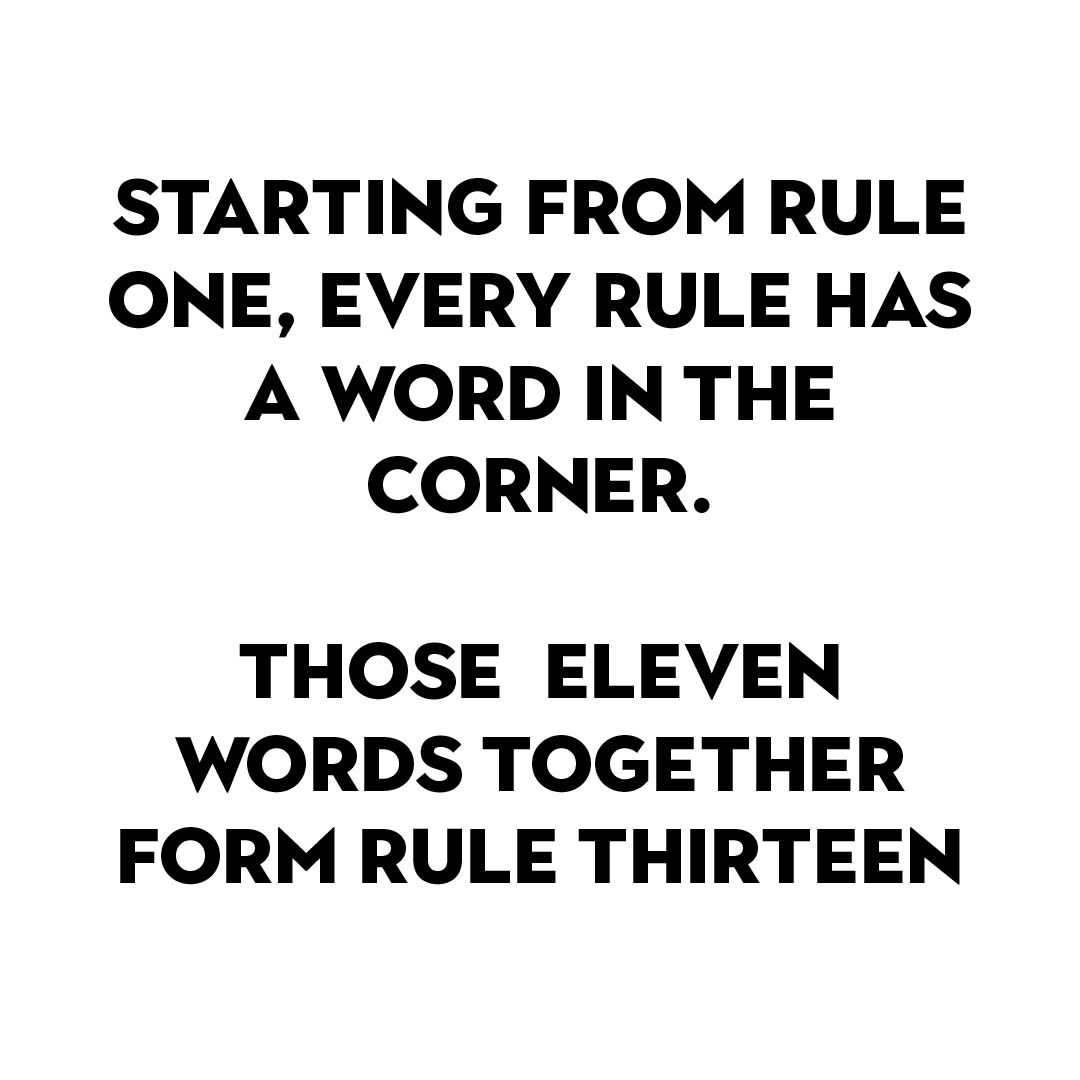 STARTING FROM RULE
ONE, EVERY RULE HAS
A WORD IN THE
CORNER.
THOSE  ELEVEN
WORDS TOGETHER
FORM RULE THIRTEEN